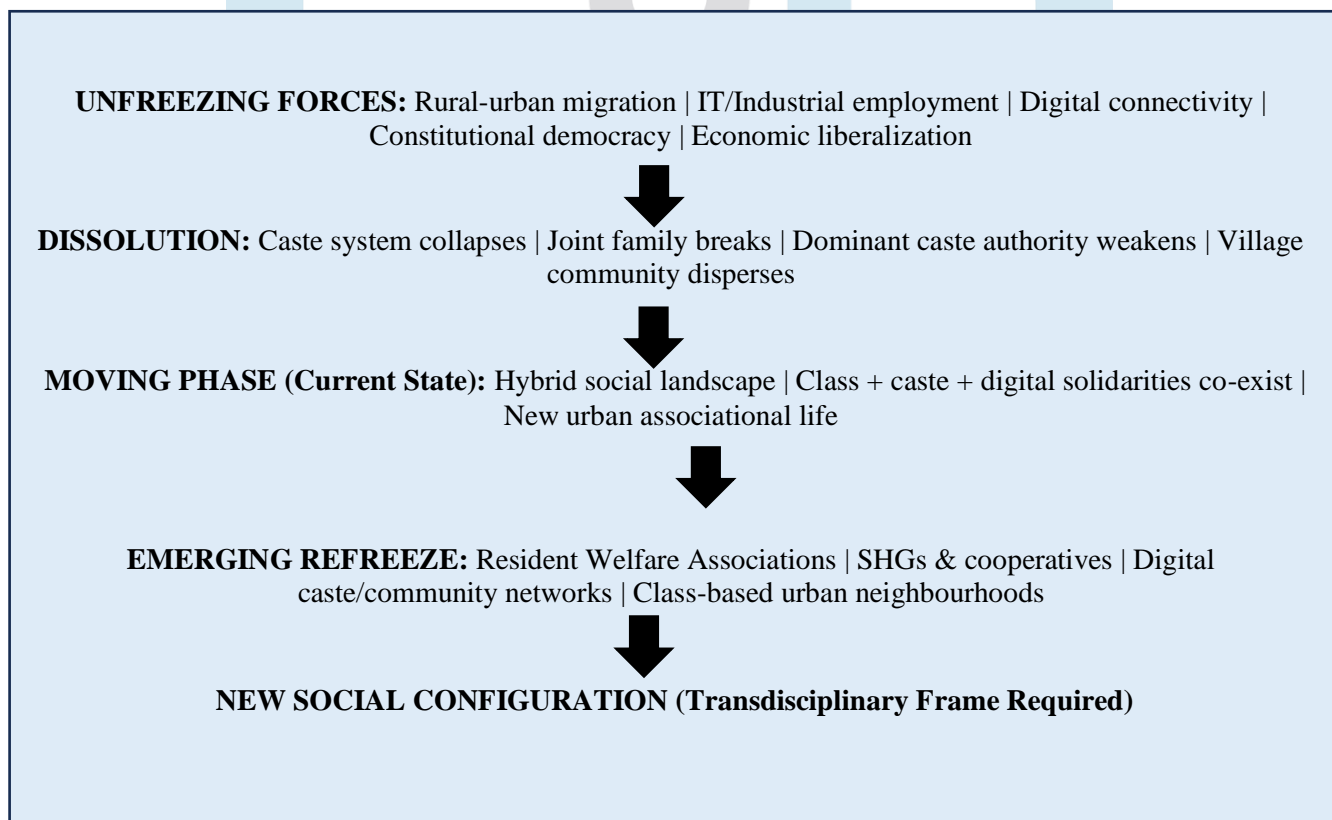 UNFREEZING FORCES: Rural-urban migration | IT/Industrial employment | Digital connectivity |
Constitutional democracy | Economic liberalization
DISSOLUTION: Caste system collapses | Joint family breaks | Dominant caste authority weakens | Village
community disperses
MOVING PHASE (Current State): Hybrid social landscape | Class + caste + digital solidarities co-exist |
New urban associational life
EMERGING REFREEZE: Resident Welfare Associations | SHGs & cooperatives | Digital
caste/community networks | Class-based urban neighbourhoods
NEW SOCIAL CONFIGURATION (Transdisciplinary Frame Required)